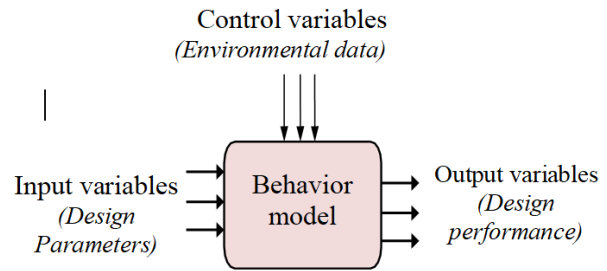 Control variables
(Environmental data)
Input variables
(Design
Parameters)
Behavior
model
Output variables
(Design
performance)